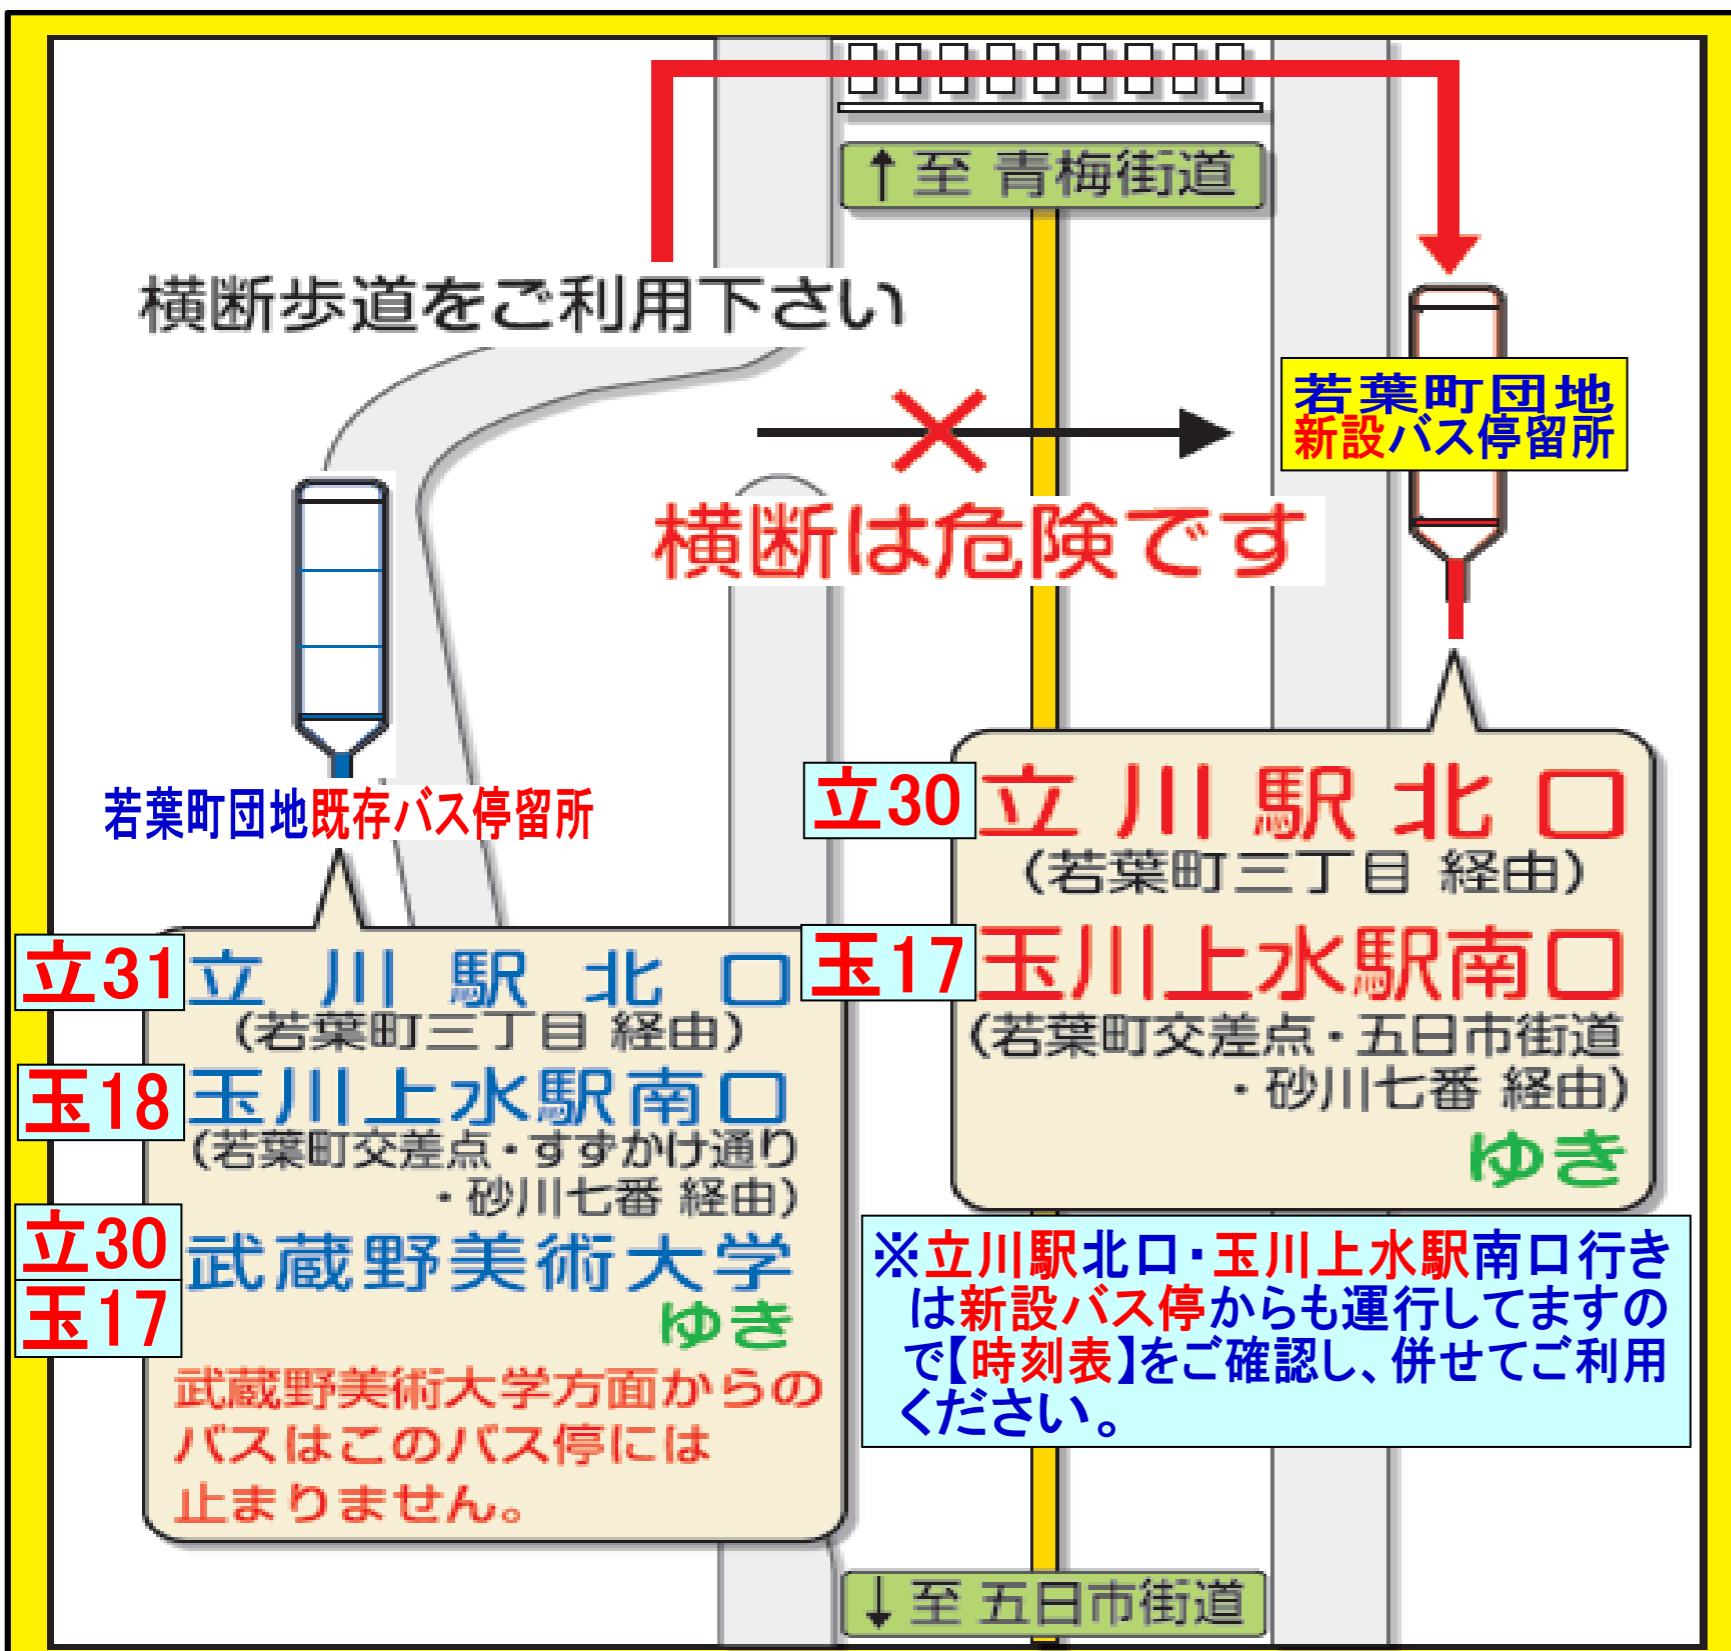 ↑至 青梅街道
横断歩道をご利用下さい
若葉町団地
新設バス停留所
横断は危険です
若葉町団地既存バス停留所
立30 立川駅北口
(若葉町三丁目 経由)
玉17 玉川上水駅南口
(若葉町交差点・五日市街道
・砂川七番 経由)
ゆき
立31 立川駅北口
(若葉町三丁目 経由)
玉18 玉川上水駅南口
(若葉町交差点・すずかけ通り
・砂川七番 経由)
立30
玉17
武蔵野美術大学
ゆき
武蔵野美術大学方面からの
バスはこのバス停には
止まりません。
※立川駅北口・玉川上水駅南口行き
は新設バス停からも運行してますの
で【時刻表】をご確認し、併せてご利用
ください。
↓至 五日市街道